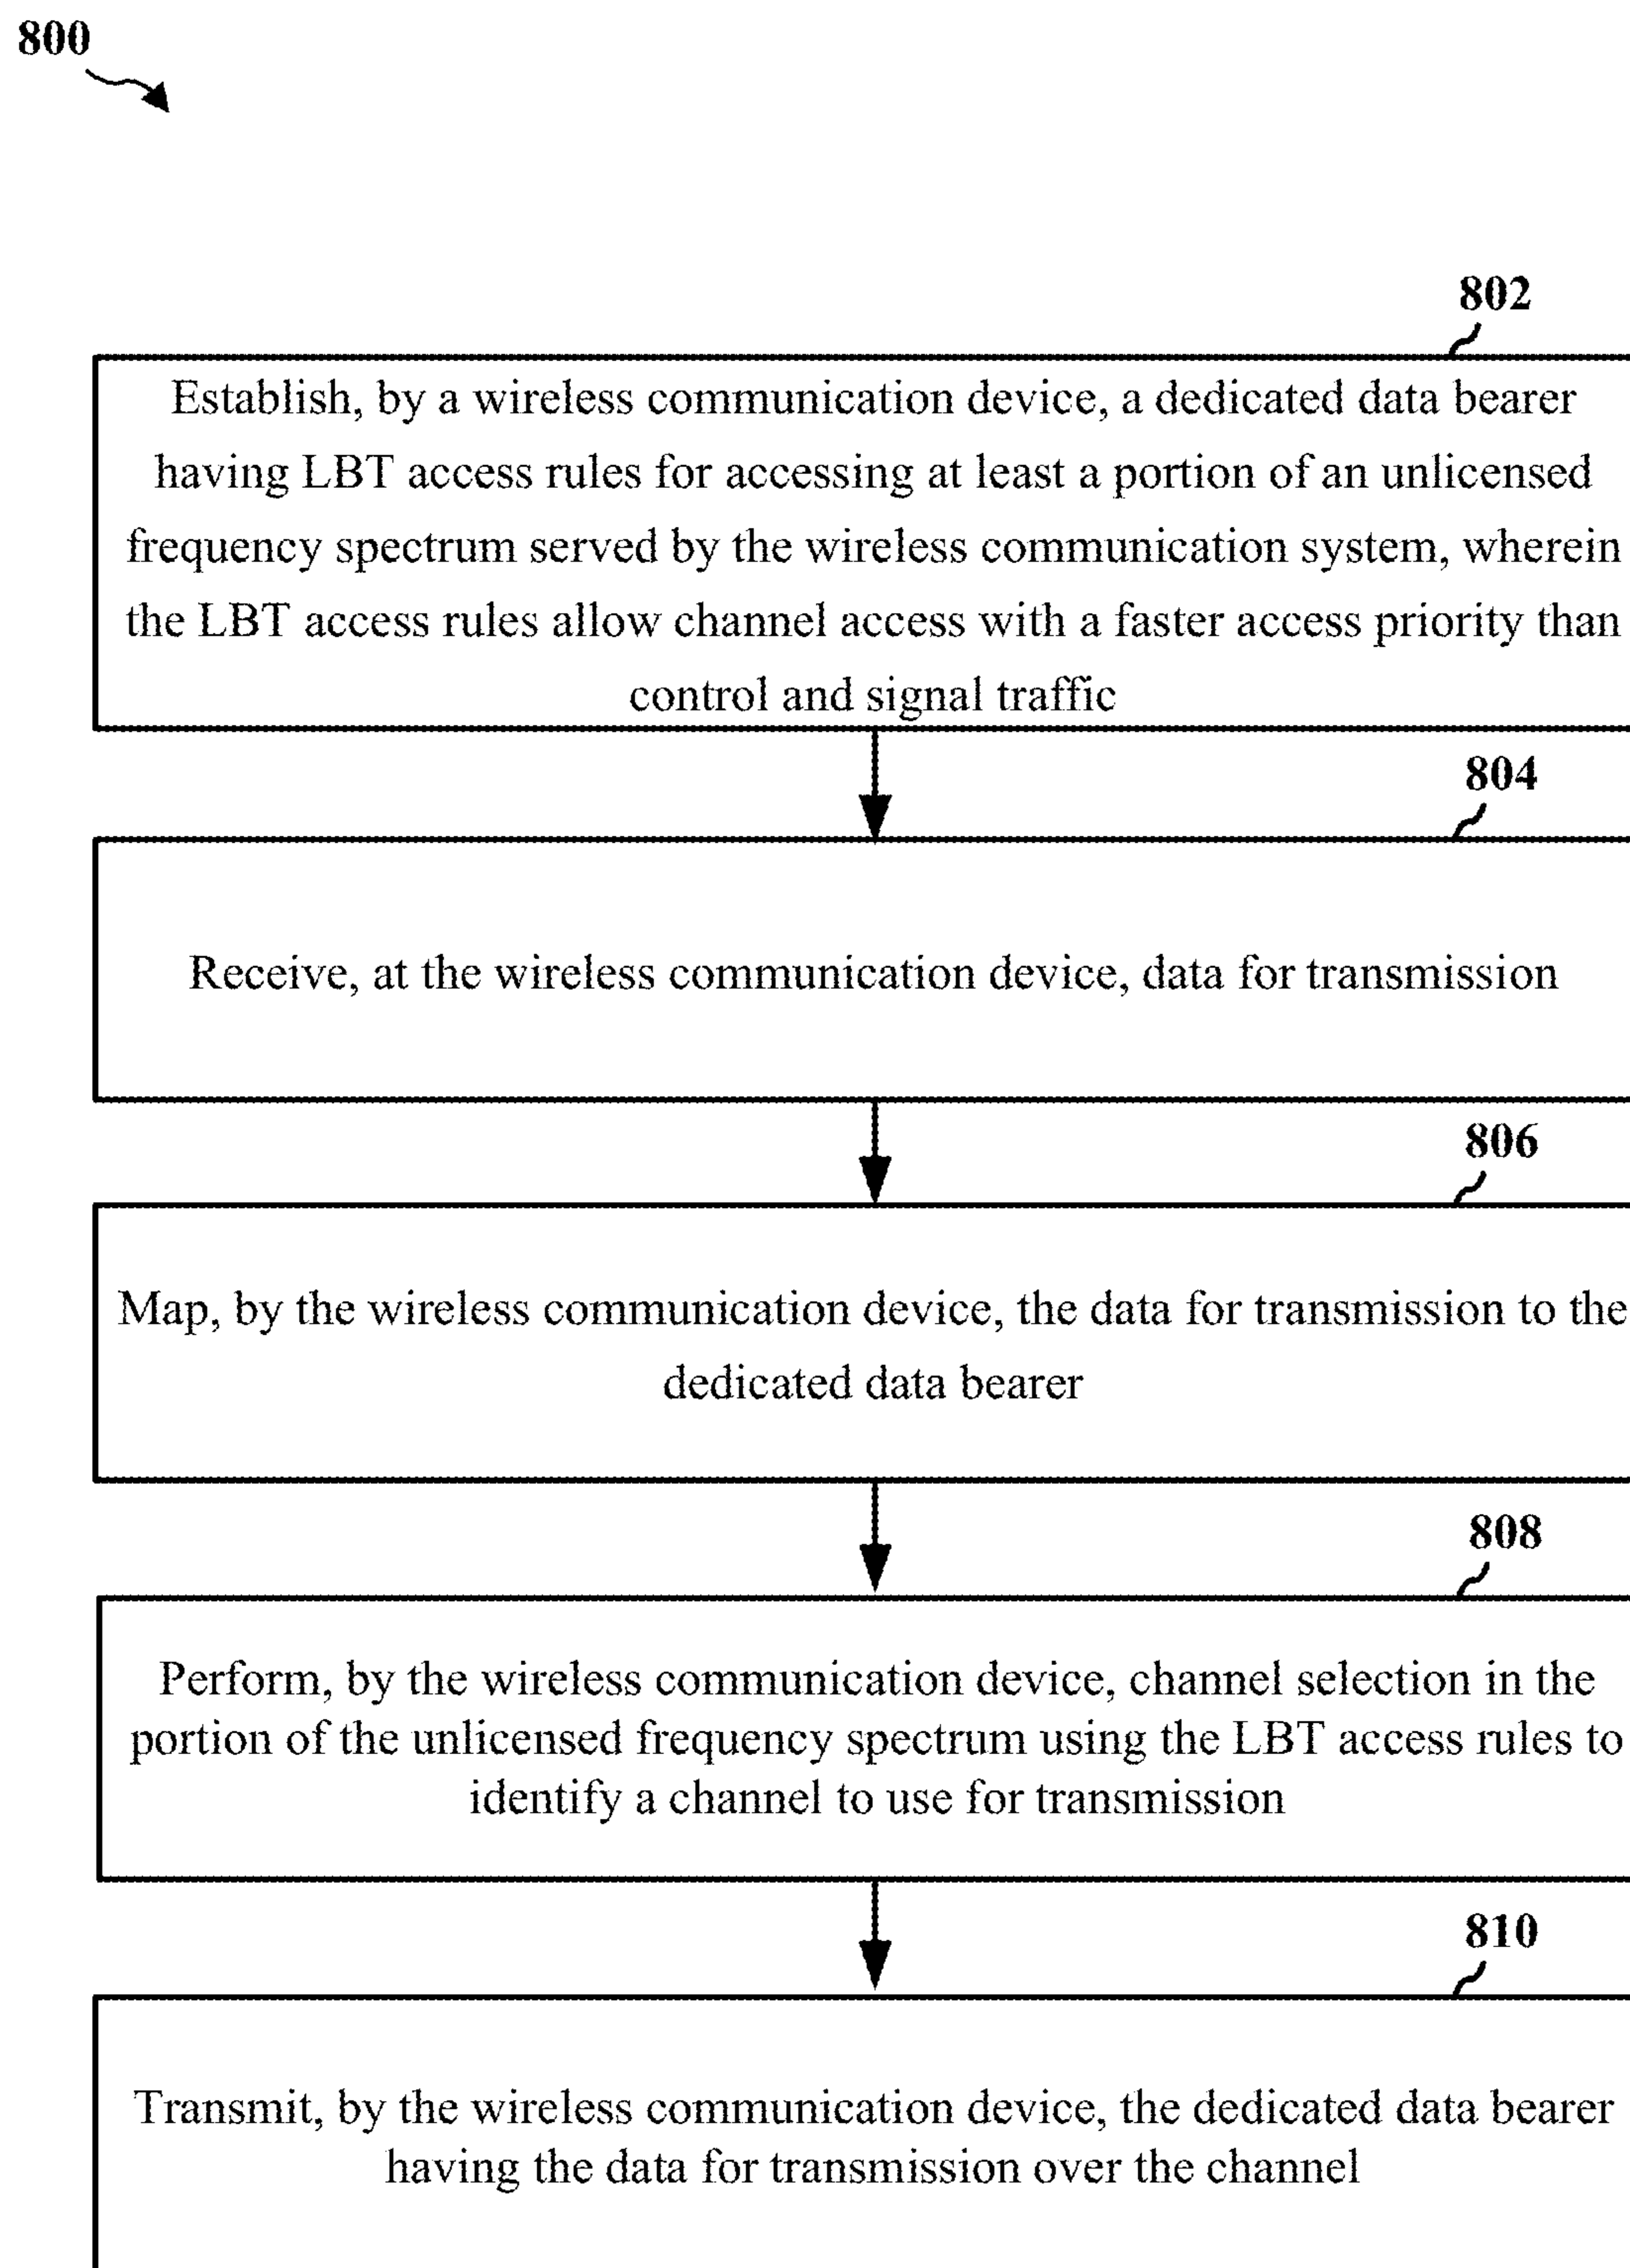 800
802
Establish, by a wireless communication device, a dedicated data bearer
having LBT access rules for accessing at least a portion of an unlicensed
frequency spectrum served by the wireless communication system, wherein
the LBT access rules allow channel access with a faster access priority than
control and signal traffic
804
Receive, at the wireless communication device, data for transmission
806
Map, by the wireless communication device, the data for transmission to the
dedicated data bearer
808
Perform, by the wireless communication device, channel selection in the
portion of the unlicensed frequency spectrum using the LBT access rules to
identify a channel to use for transmission
810
Transmit, by the wireless communication device, the dedicated data bearer
having the data for transmission over the channel